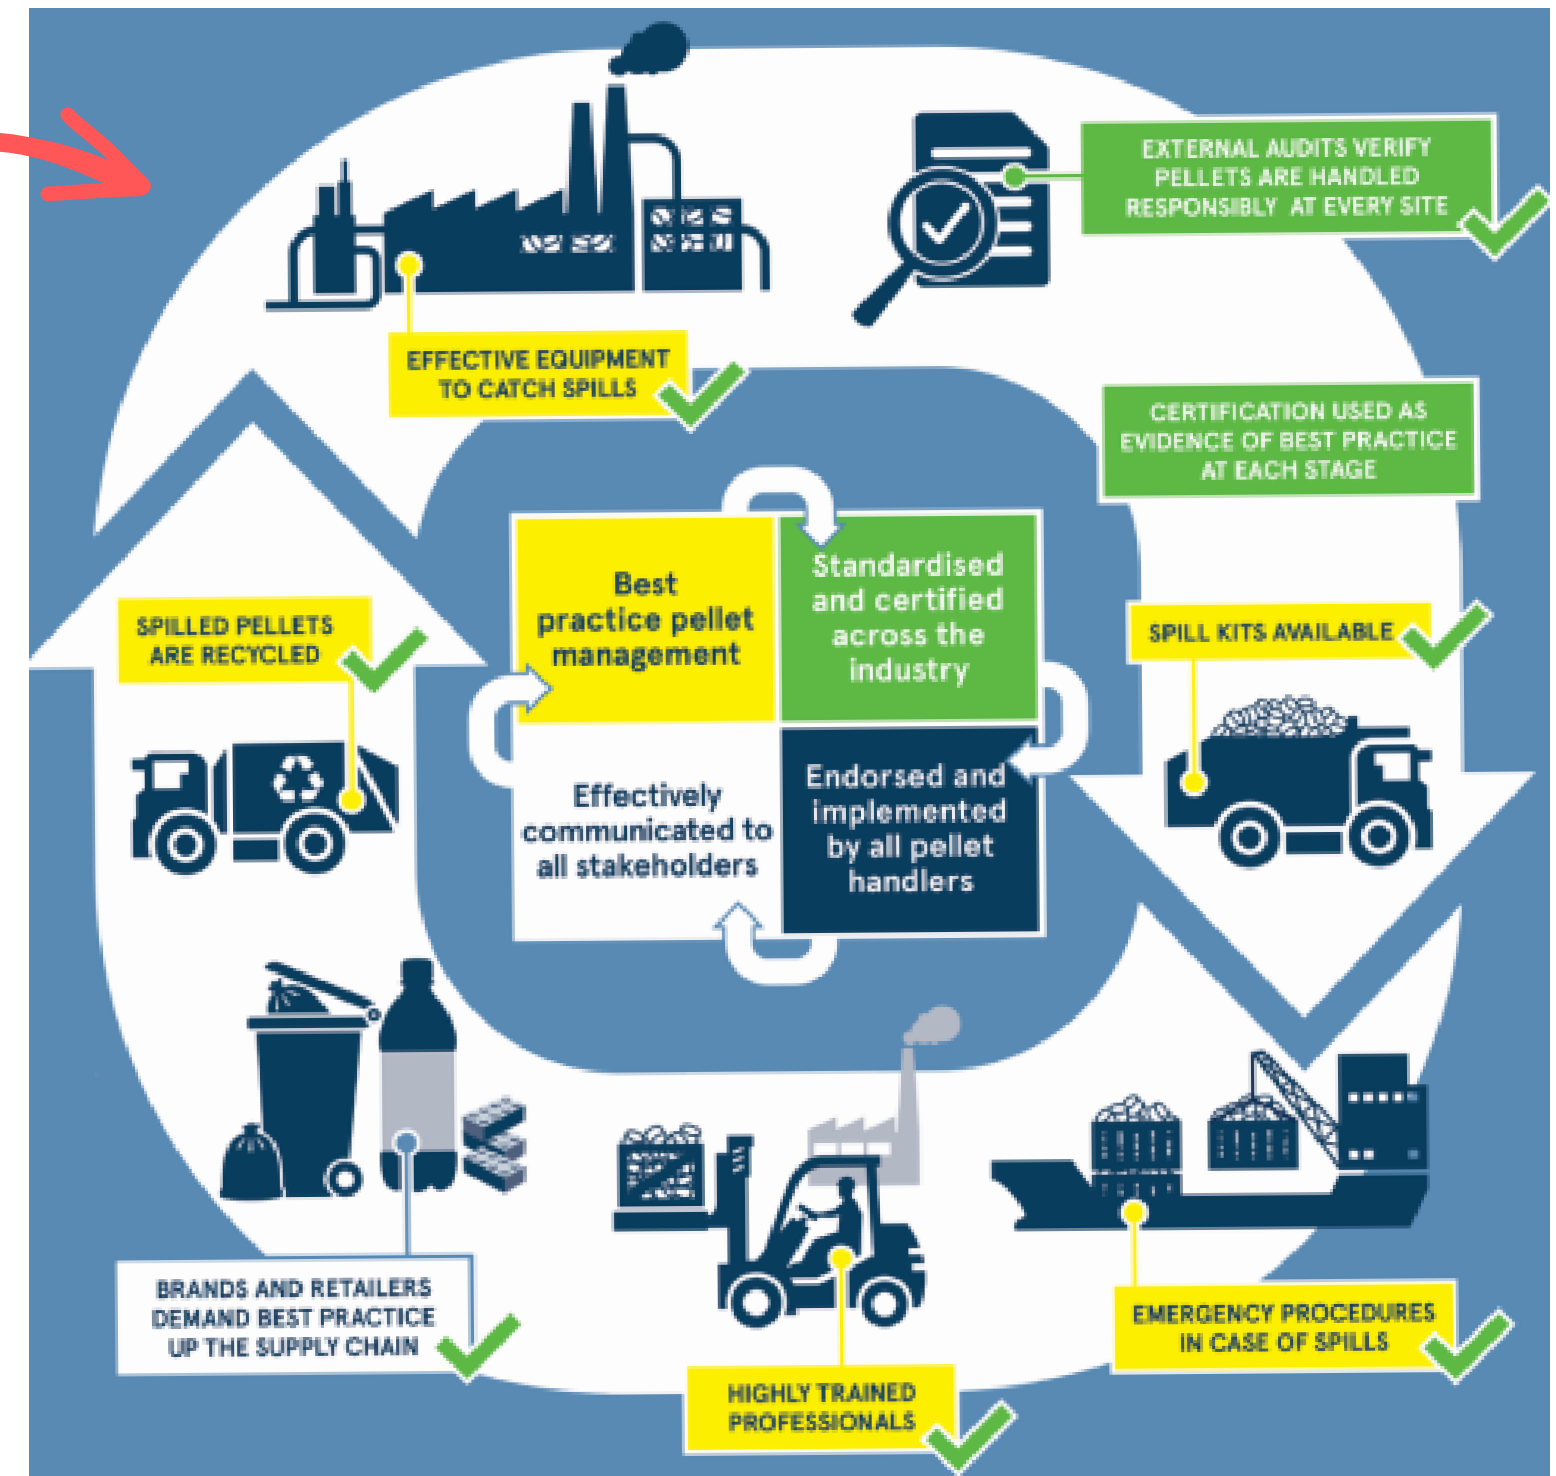 EXTERNAL AUDITS VERIFY
PELLETS ARE HANDLED
RESPONSIBLY AT EVERY SITE
EFFECTIVE EQUIPMENT
TO CATCH SPILLS
CERTIFICATION USED AS
EVIDENCE OF BEST PRACTICE
AT EACH STAGE
Best
practice pellet
management
Standardised
and certified
across the
industry
SPILLED PELLETS
ARE RECYCLED
SPILL KITS AVAILABLE
Effectively
communicated to
all stakeholders
Endorsed and
implemented
by all pellet
handlers
BRANDS AND RETAILERS
DEMAND BEST PRACTICE
UP THE SUPPLY CHAIN
EMERGENCY PROCEDURES
IN CASE OF SPILLS
HIGHLY TRAINED
PROFESSIONALS